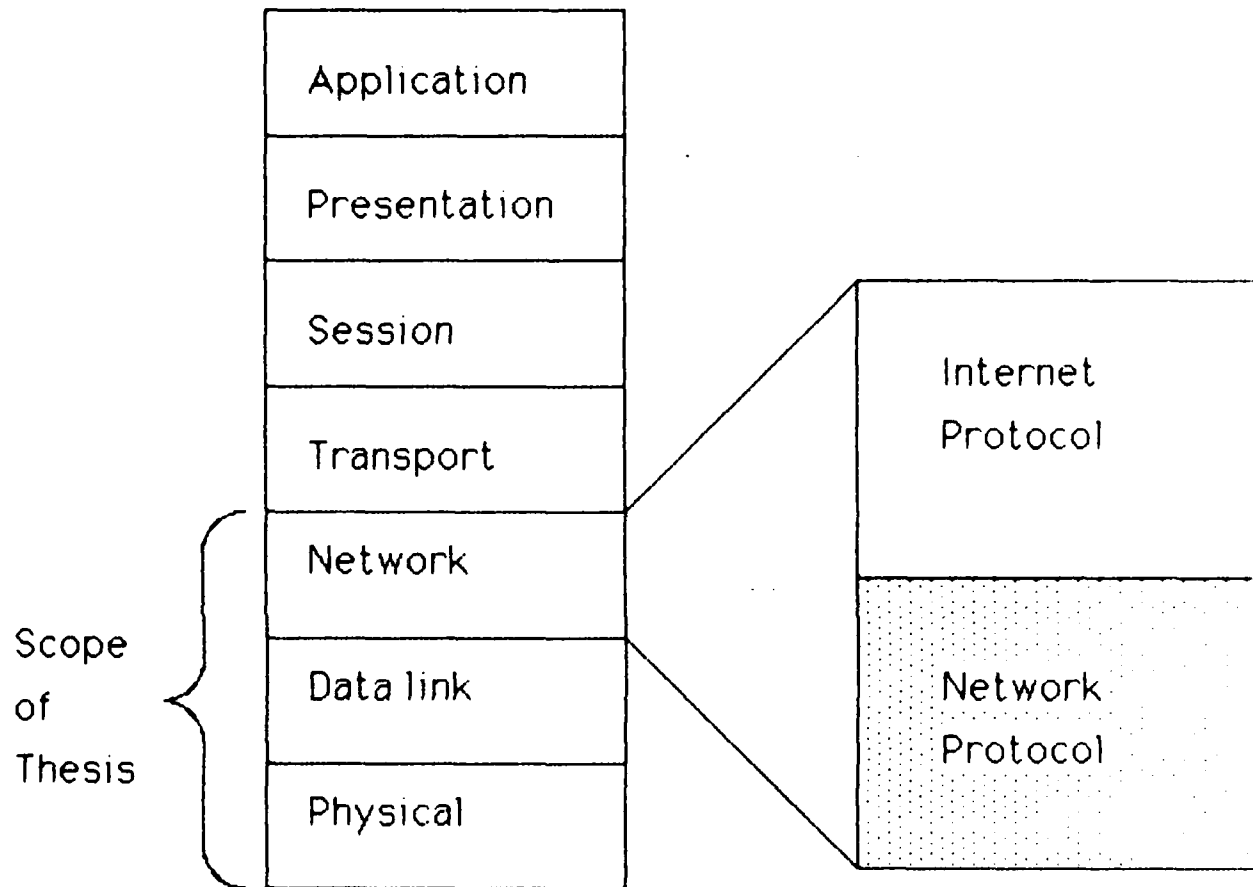 Application
Presentation
Session
Transport
Network
Data link
Physical
Scope
of
Thesis
Internet
Protocol
Network
Protocol